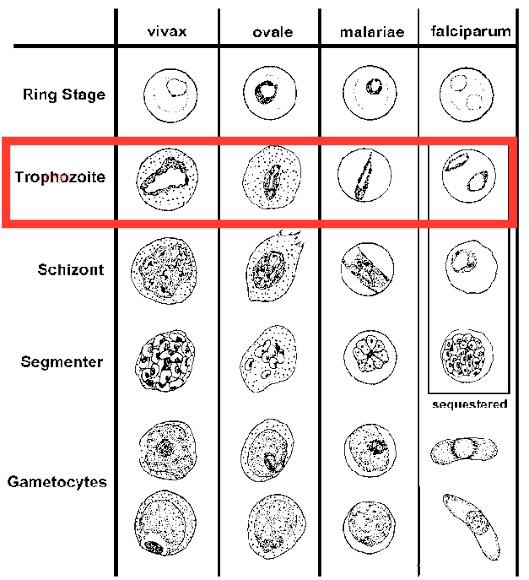 vivax ovale malariae falciparum
Ring Stage
Trophozoite
Schizont
Segmenter
sequestered
Gametocytes